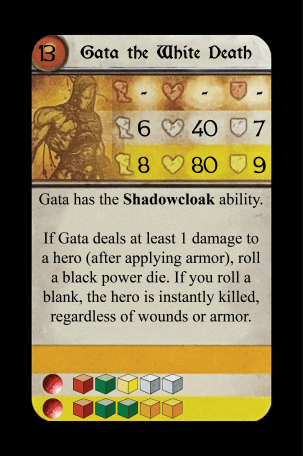 13 Gata the White Death
- - -
6 40 7
8 80 9
Gata has the Shadowcloak ability.
If Gata deals at least 1 damage to
a hero (after applying armor), roll
a black power die. If you roll a
blank, the hero is instantly killed,
regardless of wounds or armor.